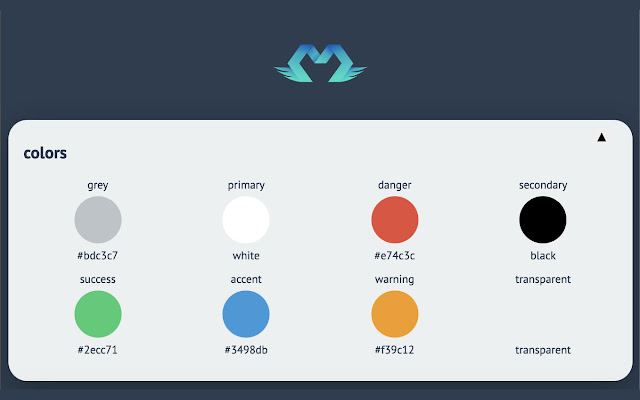 ▲
colors
grey primary danger secondary
#bdc3c7 white #e74c3c black
success accent warning transparent
#2ecc71 #3498db #f39c12 transparent